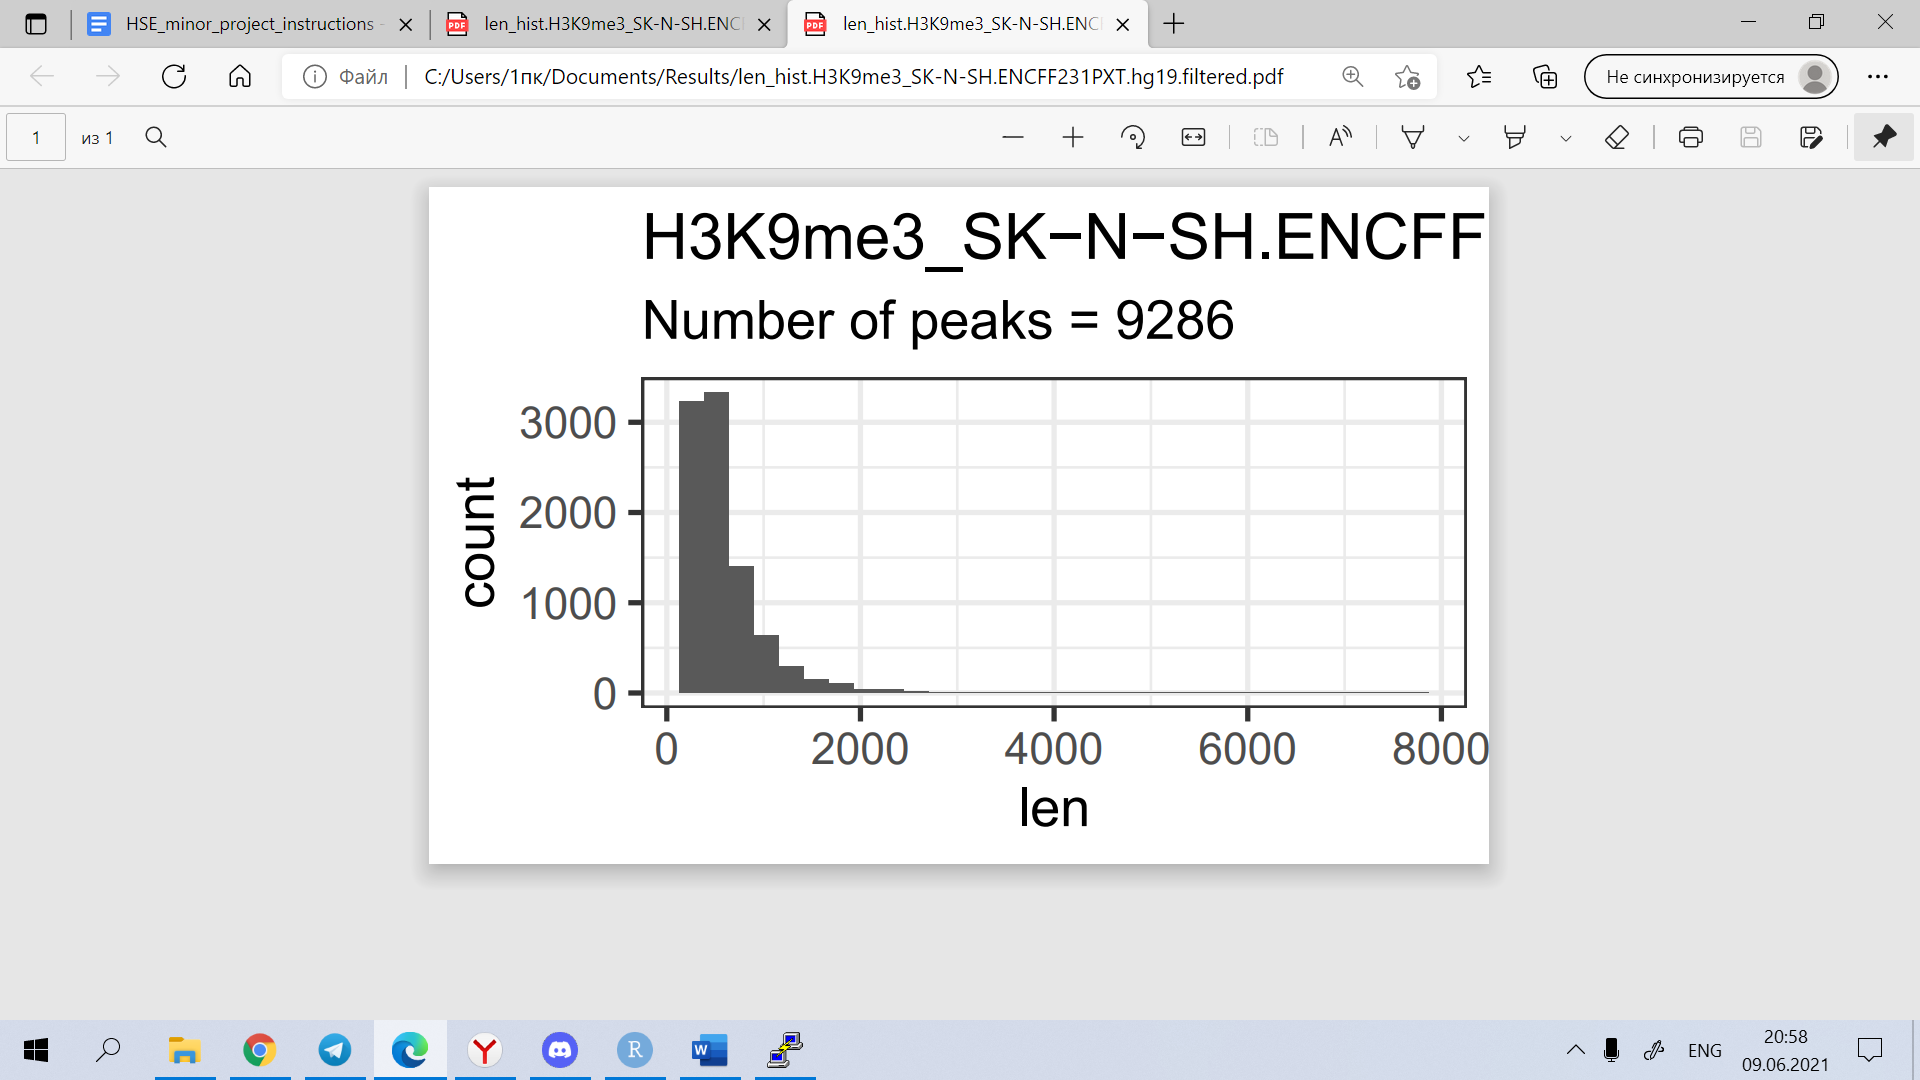 HSE_minor_project_instructions -
len_hist.H3K9me3_SK-N-SH.ENC
len_hist.H3K9me3_SK-N-SH.ENC
Файл
C:/Users/1пк/Documents/Results/len_hist.H3K9me3_SK-N-SH.ENCFF231PXT.hg19.filtered.pdf
Не синхронизируется
1 из 1
H3K9me3_SK−N−SH.ENCFF
Number of peaks = 9286
3000
2000
1000
0
count
0 2000 4000 6000 8000
len
ENG
20:58
09.06.2021